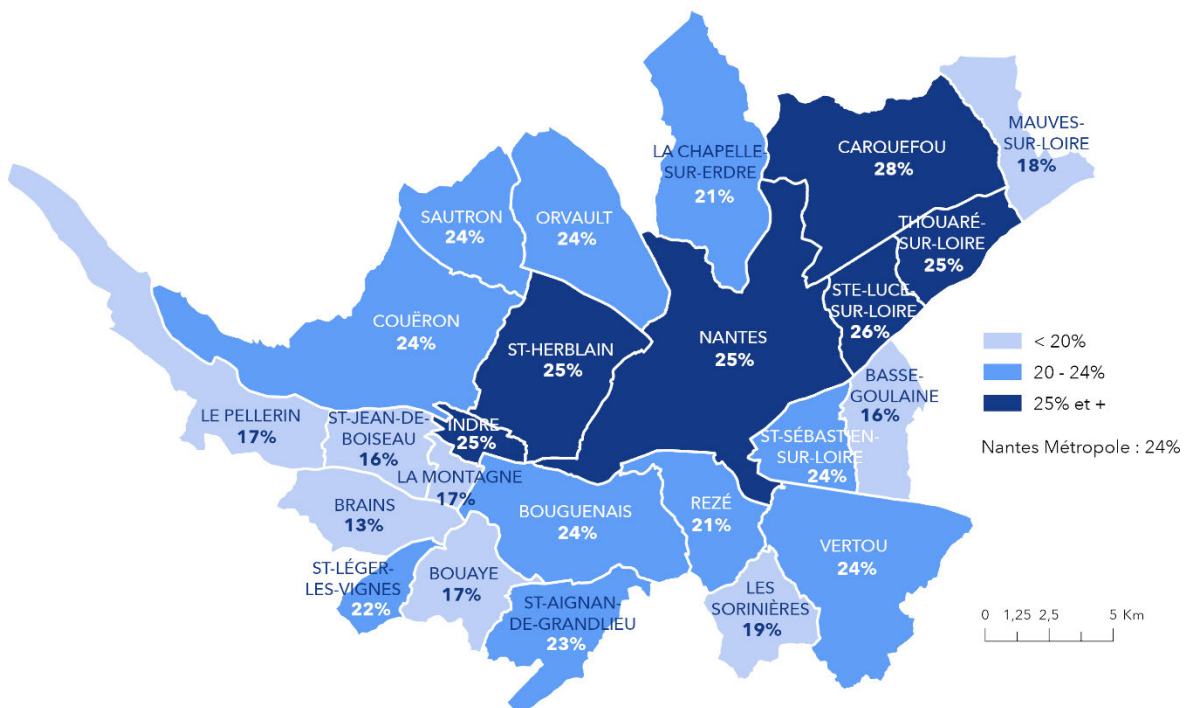 MAUVES-
SUR-LOIRE
18%
CARQUEFOU
28%
LA CHAPELLE-
SUR-ERDRE
21%
SAUTRON
24%
ORVAULT
24%
THOUARÉ-
SUR-LOIRE
25%
STE-LUCE-
SUR-LOIRE
26%
COUËRON
24%
ST-HERBLAIN
25%
NANTES
25%
< 20%
20 - 24%
25% et +
Nantes Métropole : 24%
BASSE-
GOULAINE
16%
LE PELLERIN
17%
ST-JEAN-DE-
BOISEAU
16%
INDRE
25%
ST-SÉBASTIEN-
SUR-LOIRE
24%
LA MONTAGNE
17%
BRAINS
13%
BOUGUENAIS
24%
REZÉ
21%
VERTOU
24%
ST-LÉGER-
LES-VIGNES
22%
BOUAYE
17%
ST-AIGNAN-
DE-GRANDLIEU
23%
LES
SORINIÈRES
19%
0 1,25 2,5 5 Km